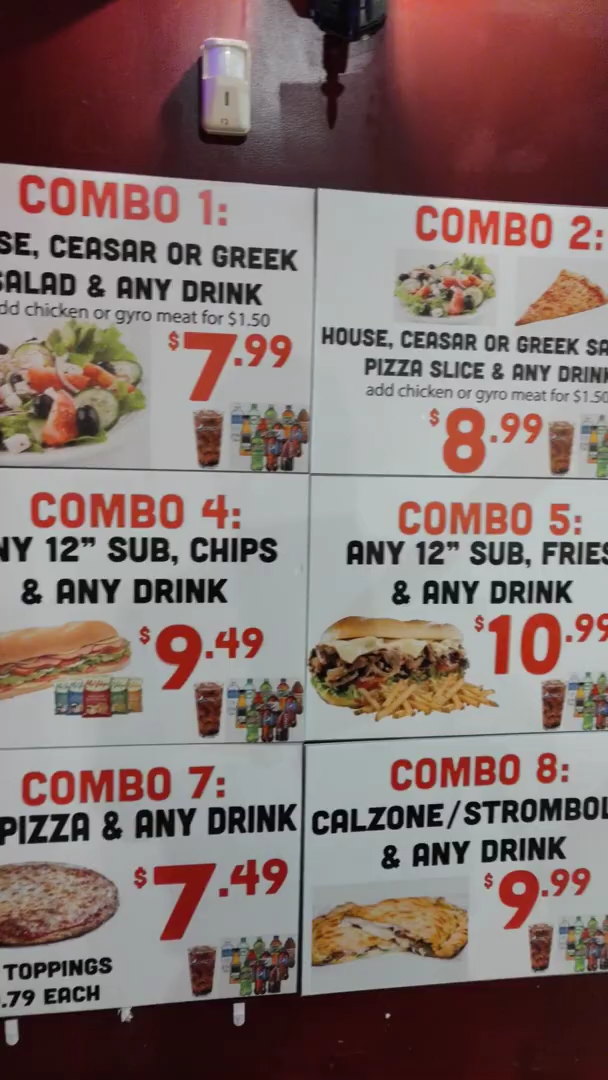 COMBO 1:
SE, CEASAR OR GREEK
SALAD & ANY DRINK
dd chicken or gyro meat for $1.50
$7.99
COMBO 2:
HOUSE, CEASAR OR GREEK SA
PIZZA SLICE & ANY DRINK
add chicken or gyro meat for $1.50
$8.99
COMBO 4:
NY 12” SUB, CHIPS
& ANY DRINK
$9.49
COMBO 5:
ANY 12” SUB, FRIES
& ANY DRINK
$10.99
COMBO 7:
PIZZA & ANY DRINK
$7.49
TOPPINGS
.79 EACH
COMBO 8:
CALZONE/STROMBOL
& ANY DRINK
$9.99